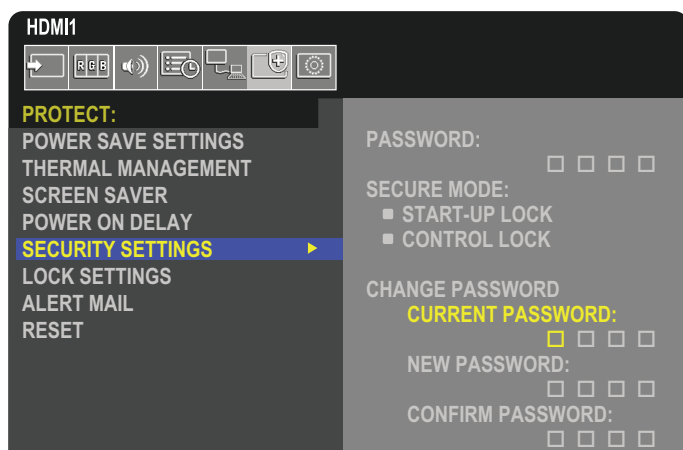 HDMI1
R G B
PROTECT:
POWER SAVE SETTINGS
THERMAL MANAGEMENT
SCREEN SAVER
POWER ON DELAY
SECURITY SETTINGS
LOCK SETTINGS
ALERT MAIL
RESET
PASSWORD:
SECURE MODE:
START-UP LOCK
CONTROL LOCK
CHANGE PASSWORD
CURRENT PASSWORD:
NEW PASSWORD:
CONFIRM PASSWORD: